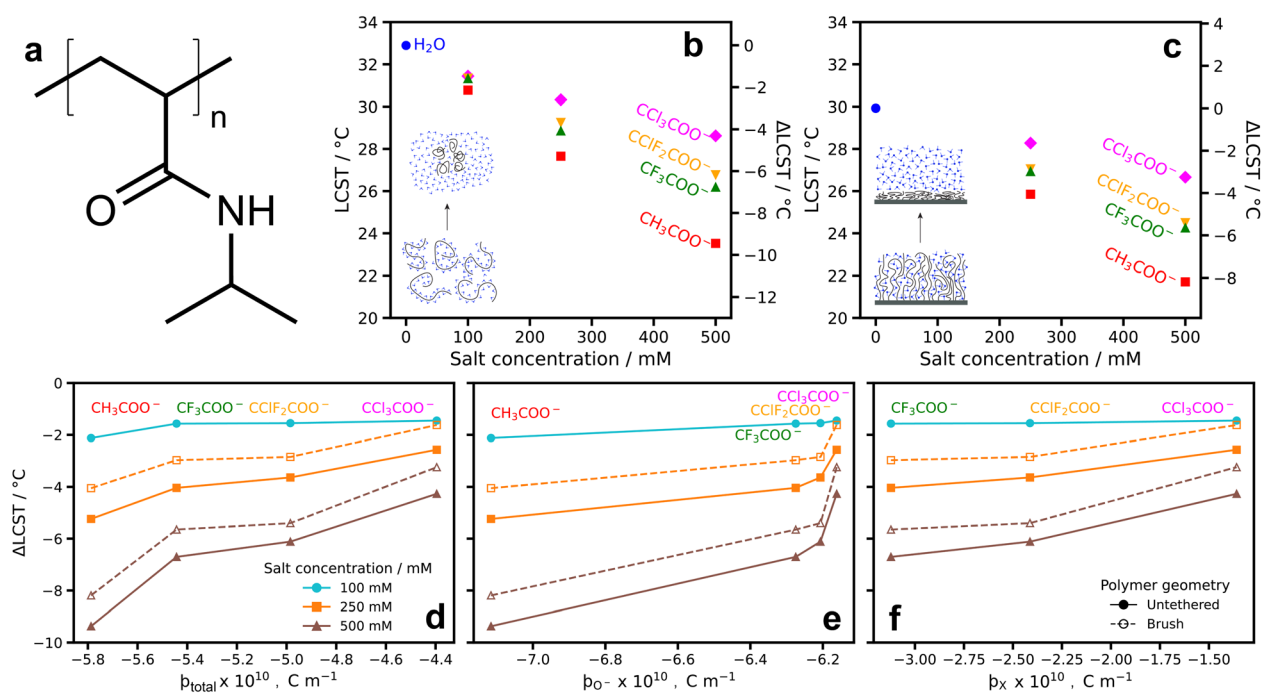 a
n
O
NH
b
34
32
30
28
26
24
22
20
LCST / °C
H₂O
CCl₃COO⁻
CClF₂COO⁻
CF₃COO⁻
CH₃COO⁻
0
−2
−4
−6
−8
−10
−12
ΔLCST / °C
0 100 200 300 400 500
Salt concentration / mM
c
34
32
30
28
26
24
22
20
LCST / °C
CCl₃COO⁻
CClF₂COO⁻
CF₃COO⁻
CH₃COO⁻
4
2
0
−2
−4
−6
−8
ΔLCST / °C
0 100 200 300 400 500
Salt concentration / mM
0
−2
−4
−6
−8
−10
ΔLCST / °C
CH₃COO⁻ CF₃COO⁻ CClF₂COO⁻ CCl₃COO⁻
Salt concentration / mM
100 mM
250 mM
500 mM
d
−5.8 −5.6 −5.4 −5.2 −5.0 −4.8 −4.6 −4.4
þtotal x 10¹⁰ , C m⁻¹
CCl₃COO⁻
CH₃COO⁻ CClF₂COO⁻
CF₃COO⁻
e
−7.0 −6.8 −6.6 −6.4 −6.2
þO⁻ x 10¹⁰ , C m⁻¹
CF₃COO⁻ CClF₂COO⁻ CCl₃COO⁻
Polymer geometry
Untethered
Brush
f
−3.00 −2.75 −2.50 −2.25 −2.00 −1.75 −1.50
þX x 10¹⁰ , C m⁻¹